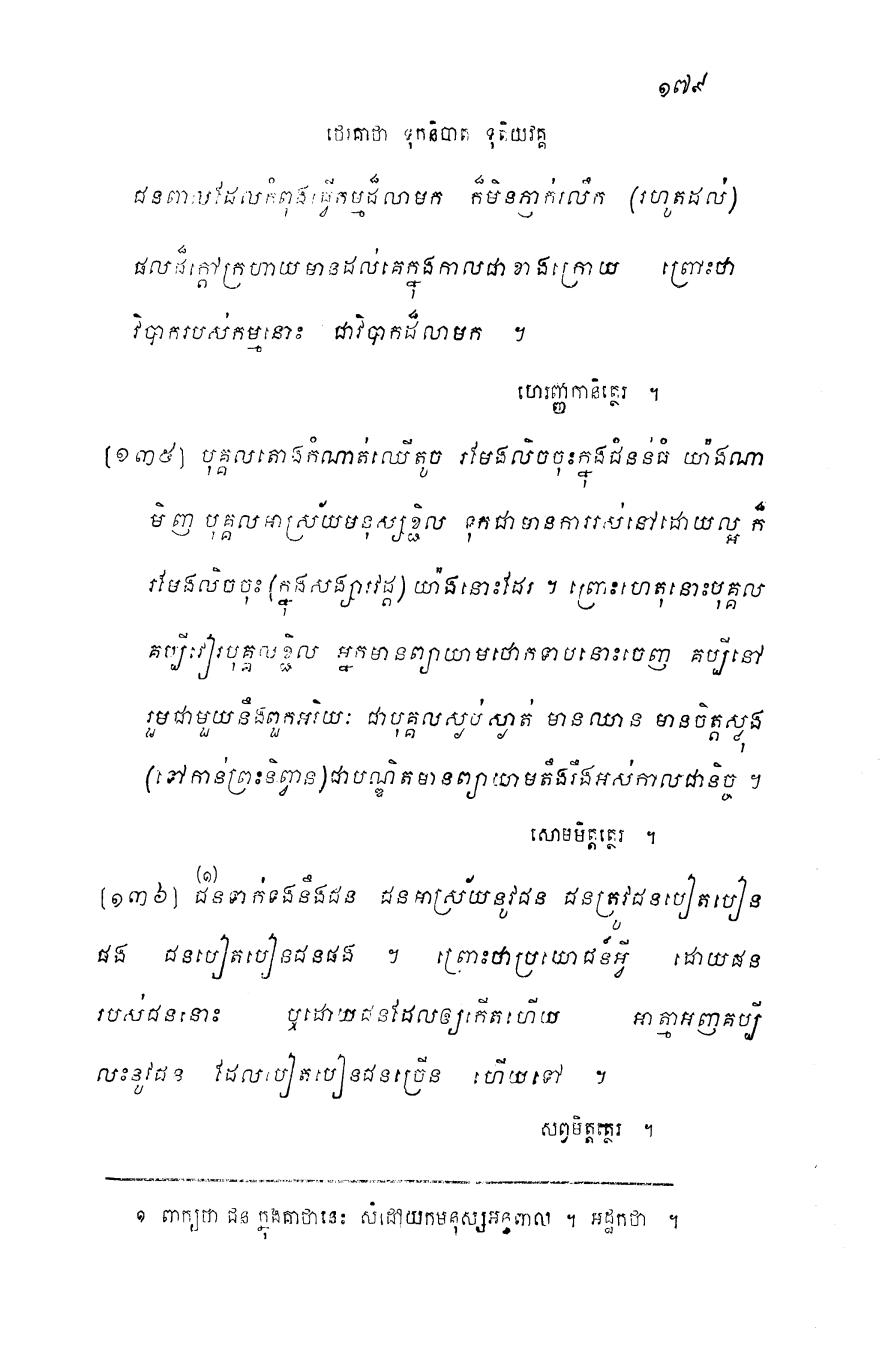 ១៧៩
ថេរគាថា ទុកនិបាត ទុតិយវគ្គ
ជនពាលដែលកំពុងធ្វើកម្មដ៏លាមក ក៏មិនភ្ញាក់រលឹក (រហូតដល់)
ផលដ៏ក្តៅក្រហាយមានដល់គេក្នុងកាលជាខាងក្រោយ ព្រោះថា
វិបាករបស់កម្មនោះ ជាវិបាកដ៏លាមក ។
ហេរញ្ញកានិត្ថេរ ។
[១៣៥] បុគ្គលតោងកំណាត់ឈើតូច រមែងលិចចុះក្នុងជំនន់ធំ យ៉ាងណា
មិញ បុគ្គលអាស្រ័យមនុស្សខ្ជិល ទុកជាមានការរស់នៅដោយល្អ ក៏
រមែងលិចចុះ (ក្នុងសង្សារវដ្ត) យ៉ាងនោះដែរ ។ ព្រោះហេតុនោះបុគ្គល
គប្បីវៀរបុគ្គលខ្ជិល អ្នកមានព្យាយាមថោកទាបនោះចេញ គប្បីនៅ
រួមជាមួយនឹងពួកអរិយៈ ជាបុគ្គលស្ងប់ស្ងាត់ មានឈាន មានចិត្តស្លុង
(ទៅកាន់ព្រះនិព្វាន) ជាបណ្ឌិតមានព្យាយាមតឹងរឹងអស់កាលជានិច្ច ។
សោមមិត្តត្ថេរ ។
[១៣៦] (១) ជនទាក់ទងនឹងជន ជនអាស្រ័យនូវជន ជនត្រូវជនបៀតបៀន
ផង ជនបៀតបៀនជនផង ។ ព្រោះថាប្រយោជន៍អ្វី ដោយជន
របស់ជននោះ ឬដោយជនដែលឲ្យកើតហើយ អាត្មាអញគប្បី
លះនូវជន ដែលបៀតបៀនជនច្រើន ហើយទៅ ។
សព្វមិត្តត្ថេរ ។
១ ពាក្យថា ជន ក្នុងគាថានេះ សំដៅយកមនុស្សអន្ធពាល ។ អដ្ឋកថា ។